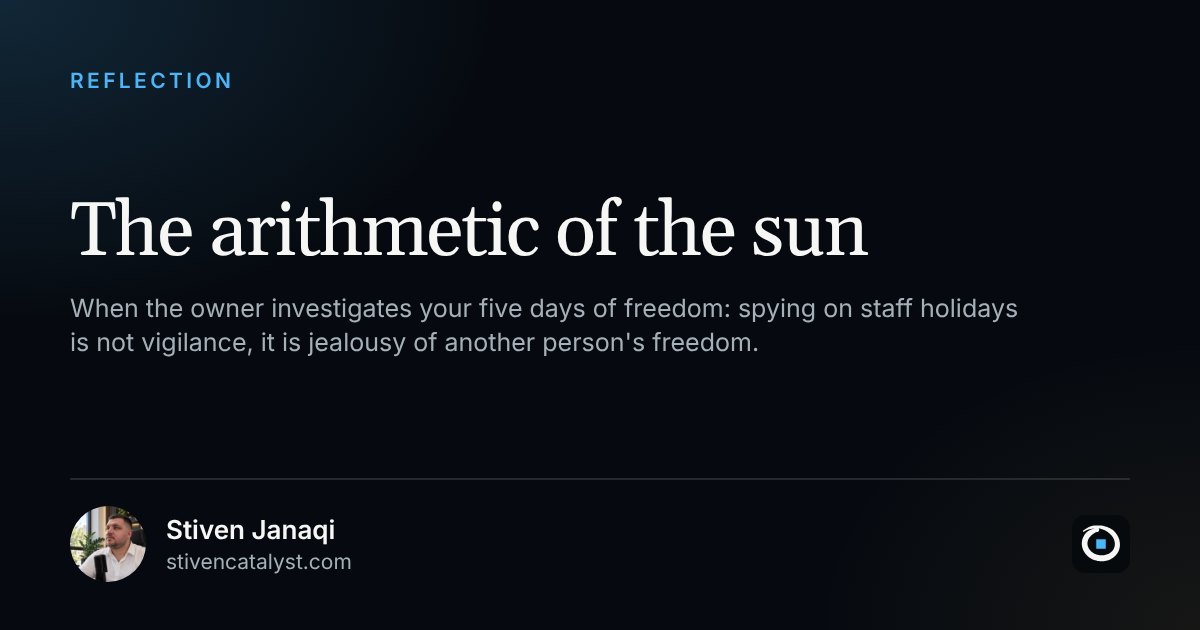 REFLECTION
The arithmetic of the sun
When the owner investigates your five days of freedom: spying on staff holidays
is not vigilance, it is jealousy of another person's freedom.
Stiven Janaqi
stivencatalyst.com